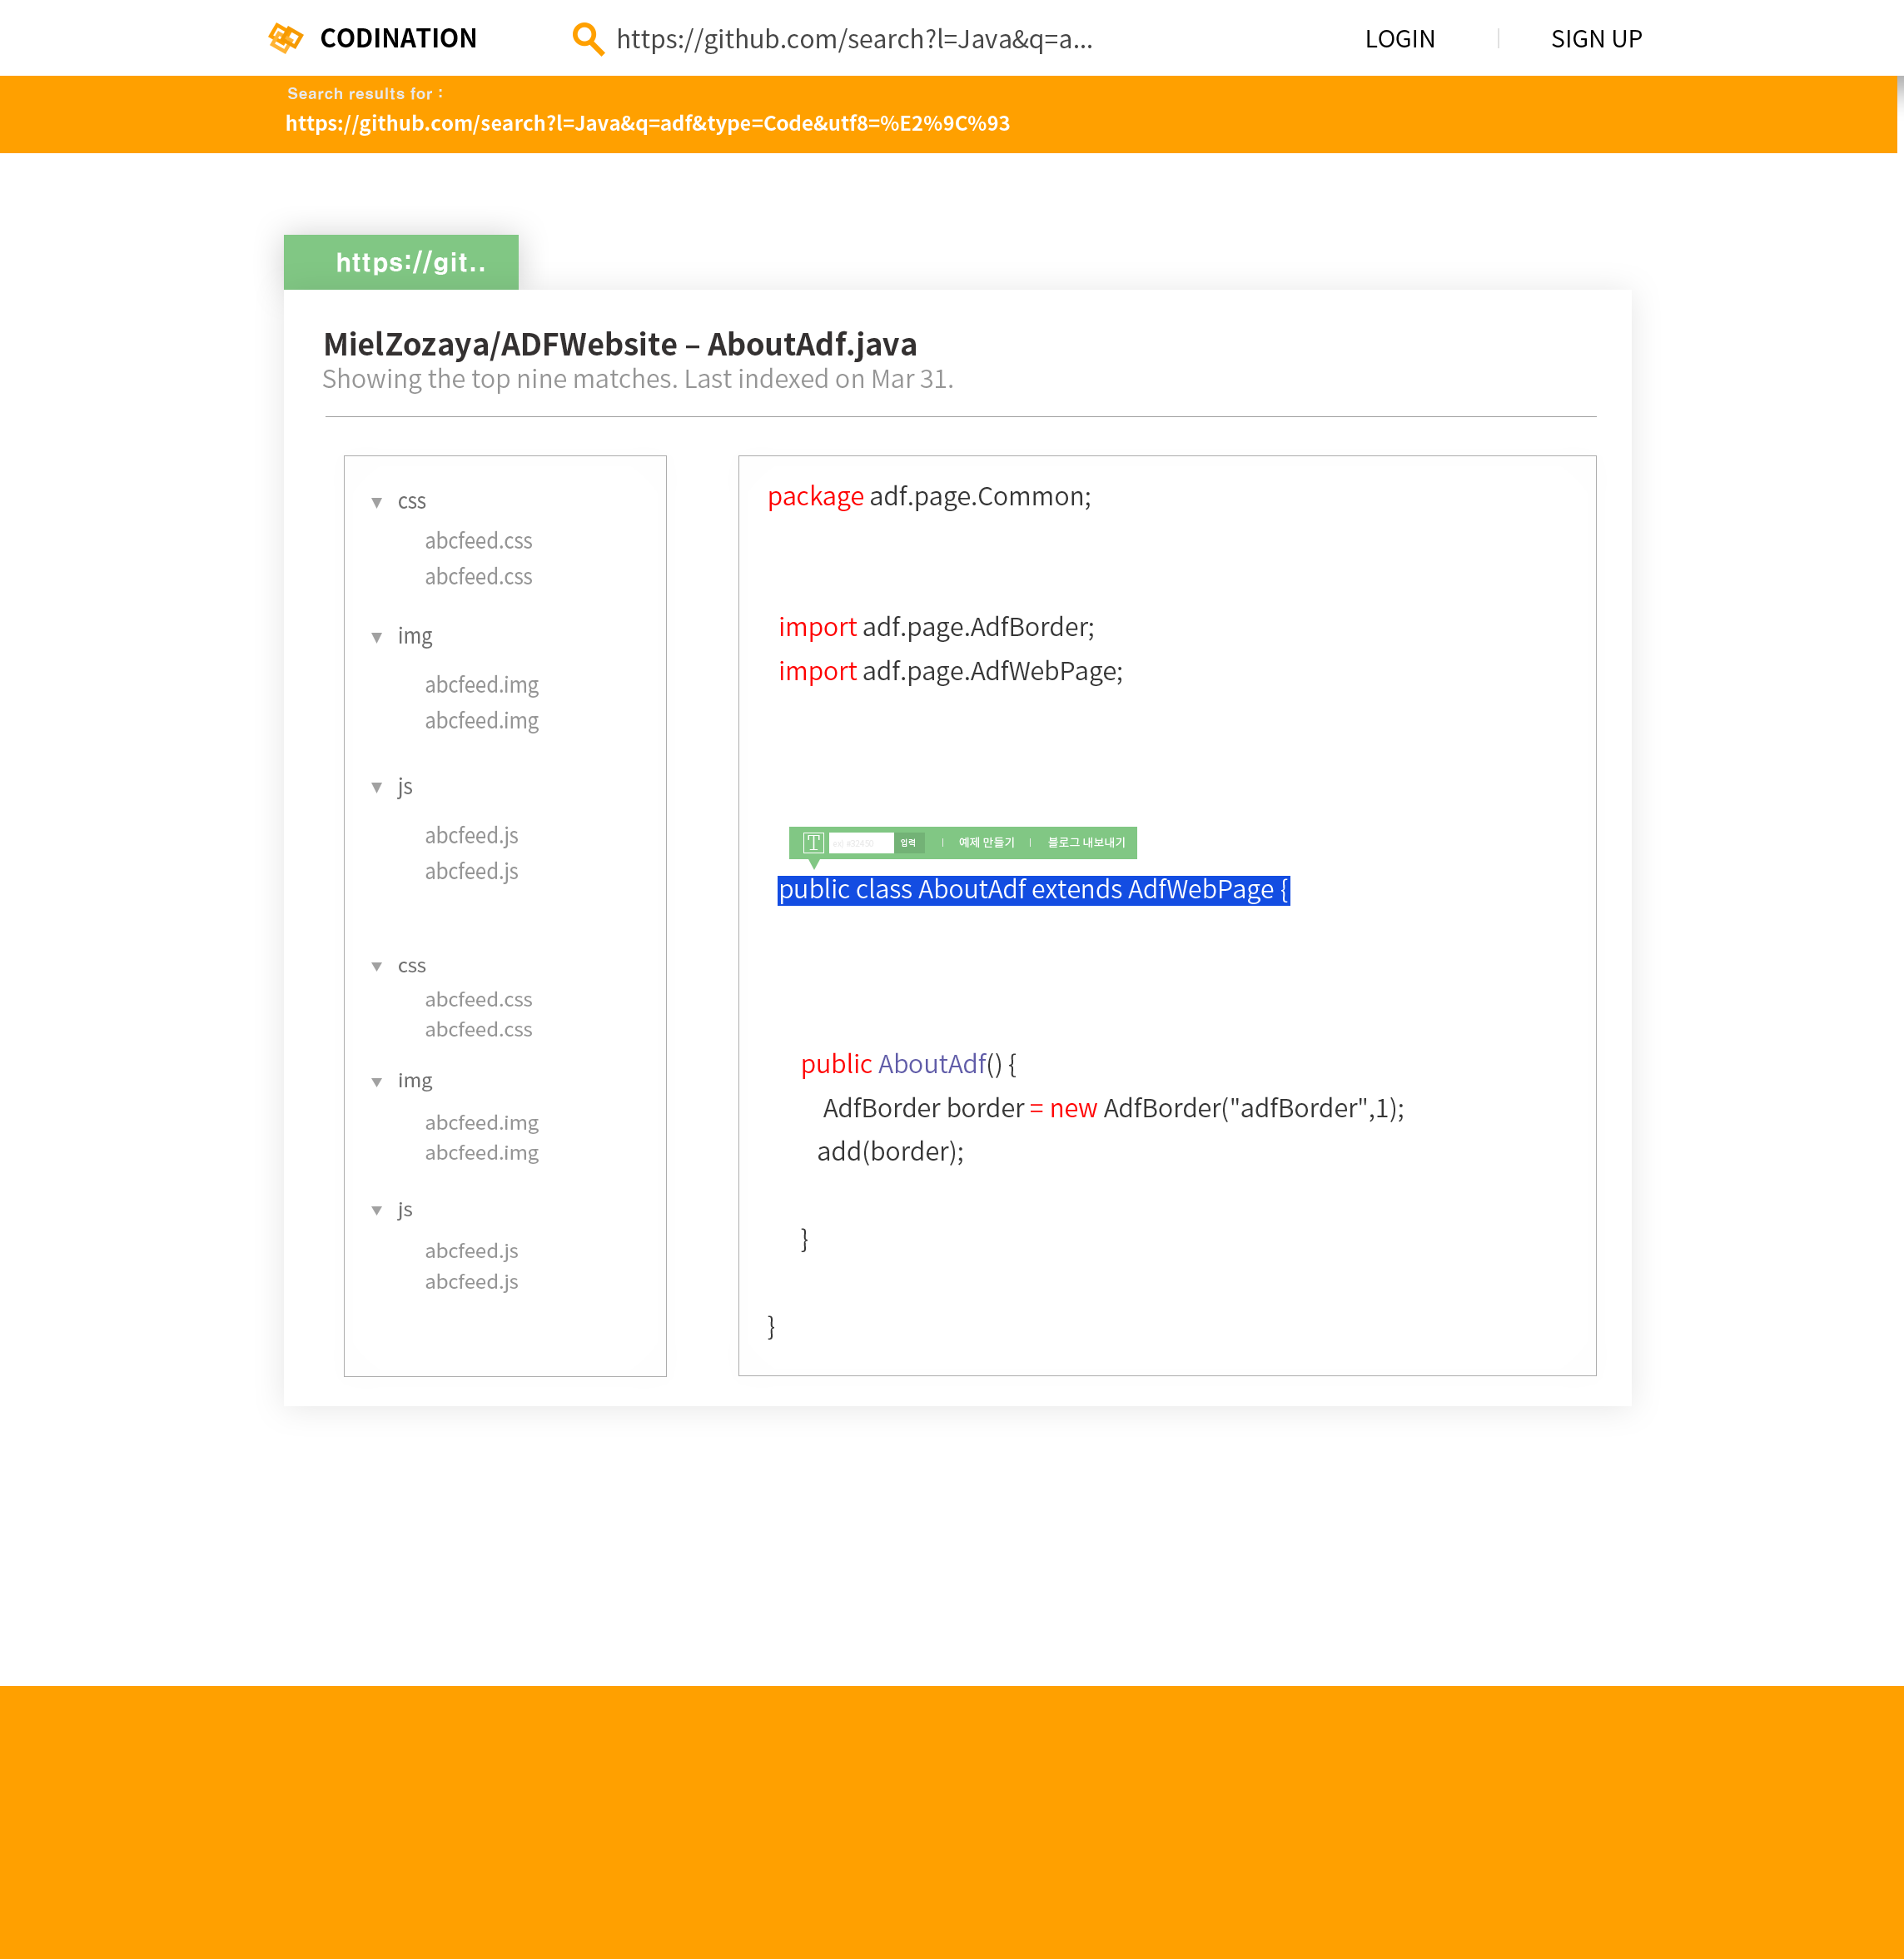 CODINATION
https://github.com/search?l=Java&q=a...
LOGIN
SIGN UP
Search results for :
https://github.com/search?l=Java&q=adf&type=Code&utf8=%E2%9C%93
https://git..
MielZozaya/ADFWebsite – AboutAdf.java
Showing the top nine matches. Last indexed on Mar 31.
▼ css
abcfeed.css
abcfeed.css
▼ img
abcfeed.img
abcfeed.img
▼ js
abcfeed.js
abcfeed.js
▼ css
abcfeed.css
abcfeed.css
▼ img
abcfeed.img
abcfeed.img
▼ js
abcfeed.js
abcfeed.js
package adf.page.Common;
import adf.page.AdfBorder;
import adf.page.AdfWebPage;
T 입력 | 예제 만들기 | 블로그 내보내기
public class AboutAdf extends AdfWebPage {
public AboutAdf() {
AdfBorder border = new AdfBorder("adfBorder",1);
add(border);
}
}